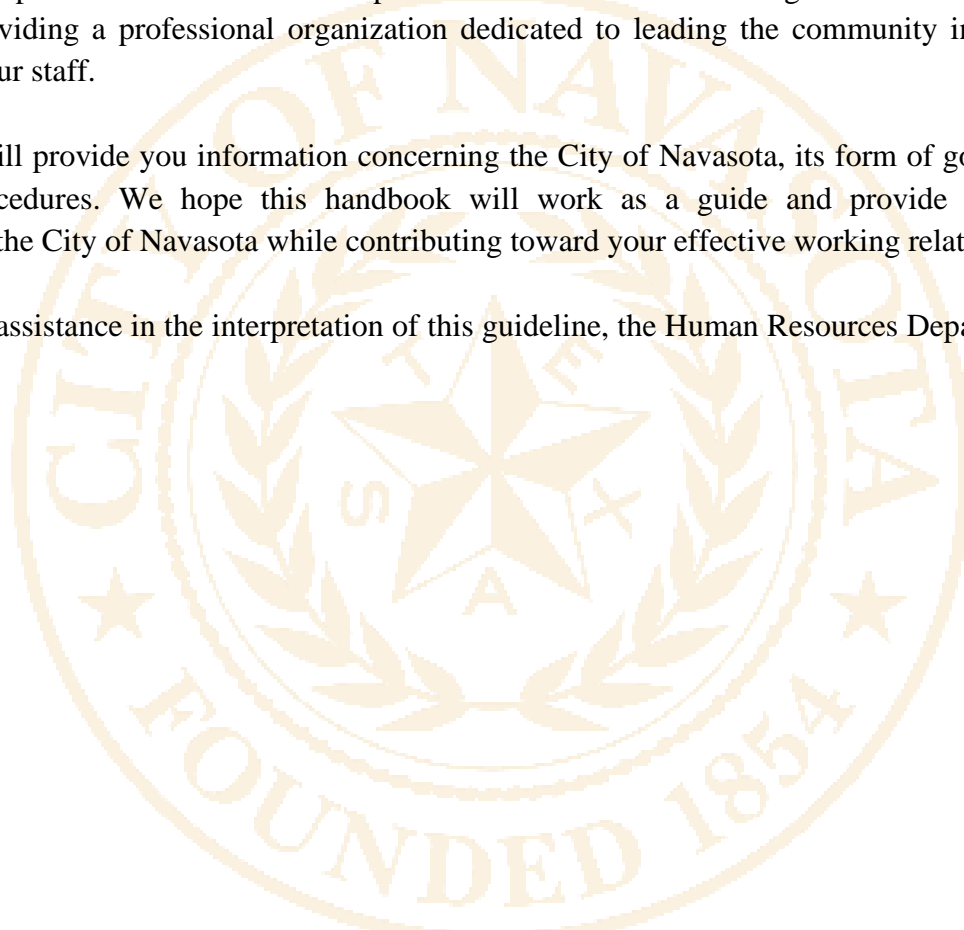 viding a professional organization dedicated to leading the community in
ur staff.
ill provide you information concerning the City of Navasota, its form of go
cedures. We hope this handbook will work as a guide and provide
the City of Navasota while contributing toward your effective working relat
assistance in the interpretation of this guideline, the Human Resources Depa
CITY OF NAVASOTA
TEXAS
FOUNDED 1854